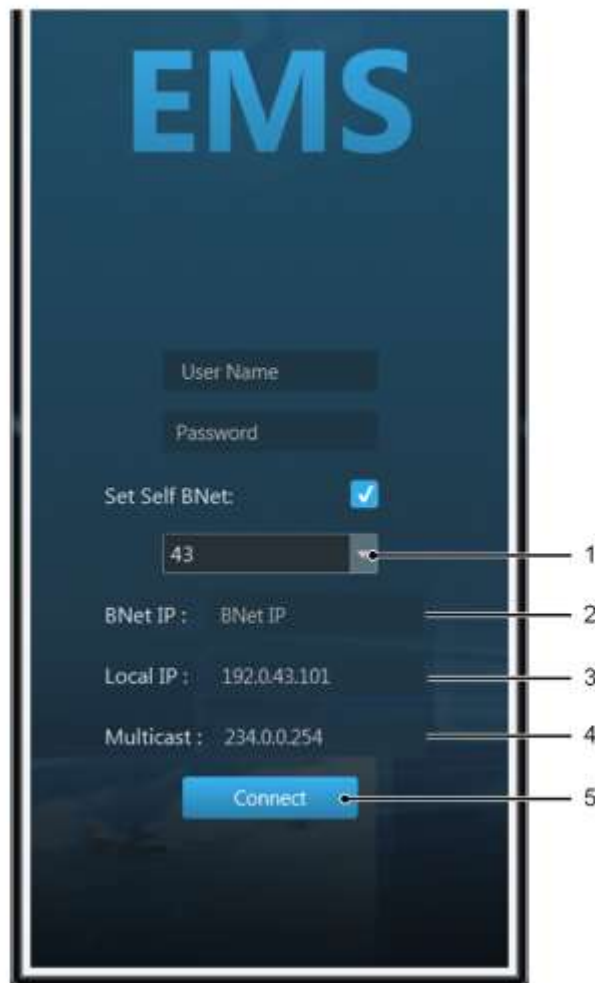 EMS
User Name
Password
Set Self BNet:
43
1
BNet IP : BNet IP
2
Local IP : 192.0.43.101
3
Multicast : 234.0.0.254
4
Connect
5